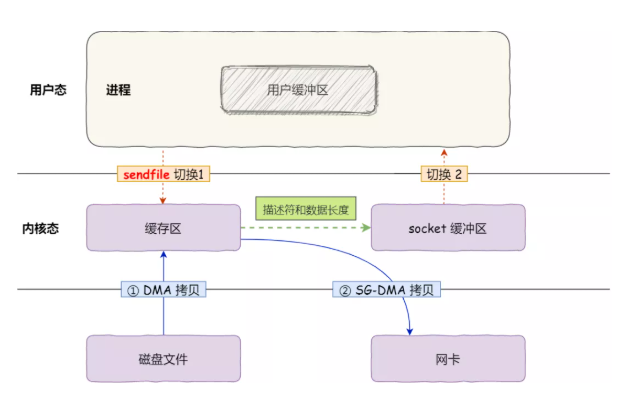 用户态
进程
用户缓冲区
sendfile 切换1
切换 2
描述符和数据长度
内核态
缓存区
socket 缓冲区
① DMA 拷贝
② SG-DMA 拷贝
磁盘文件
网卡